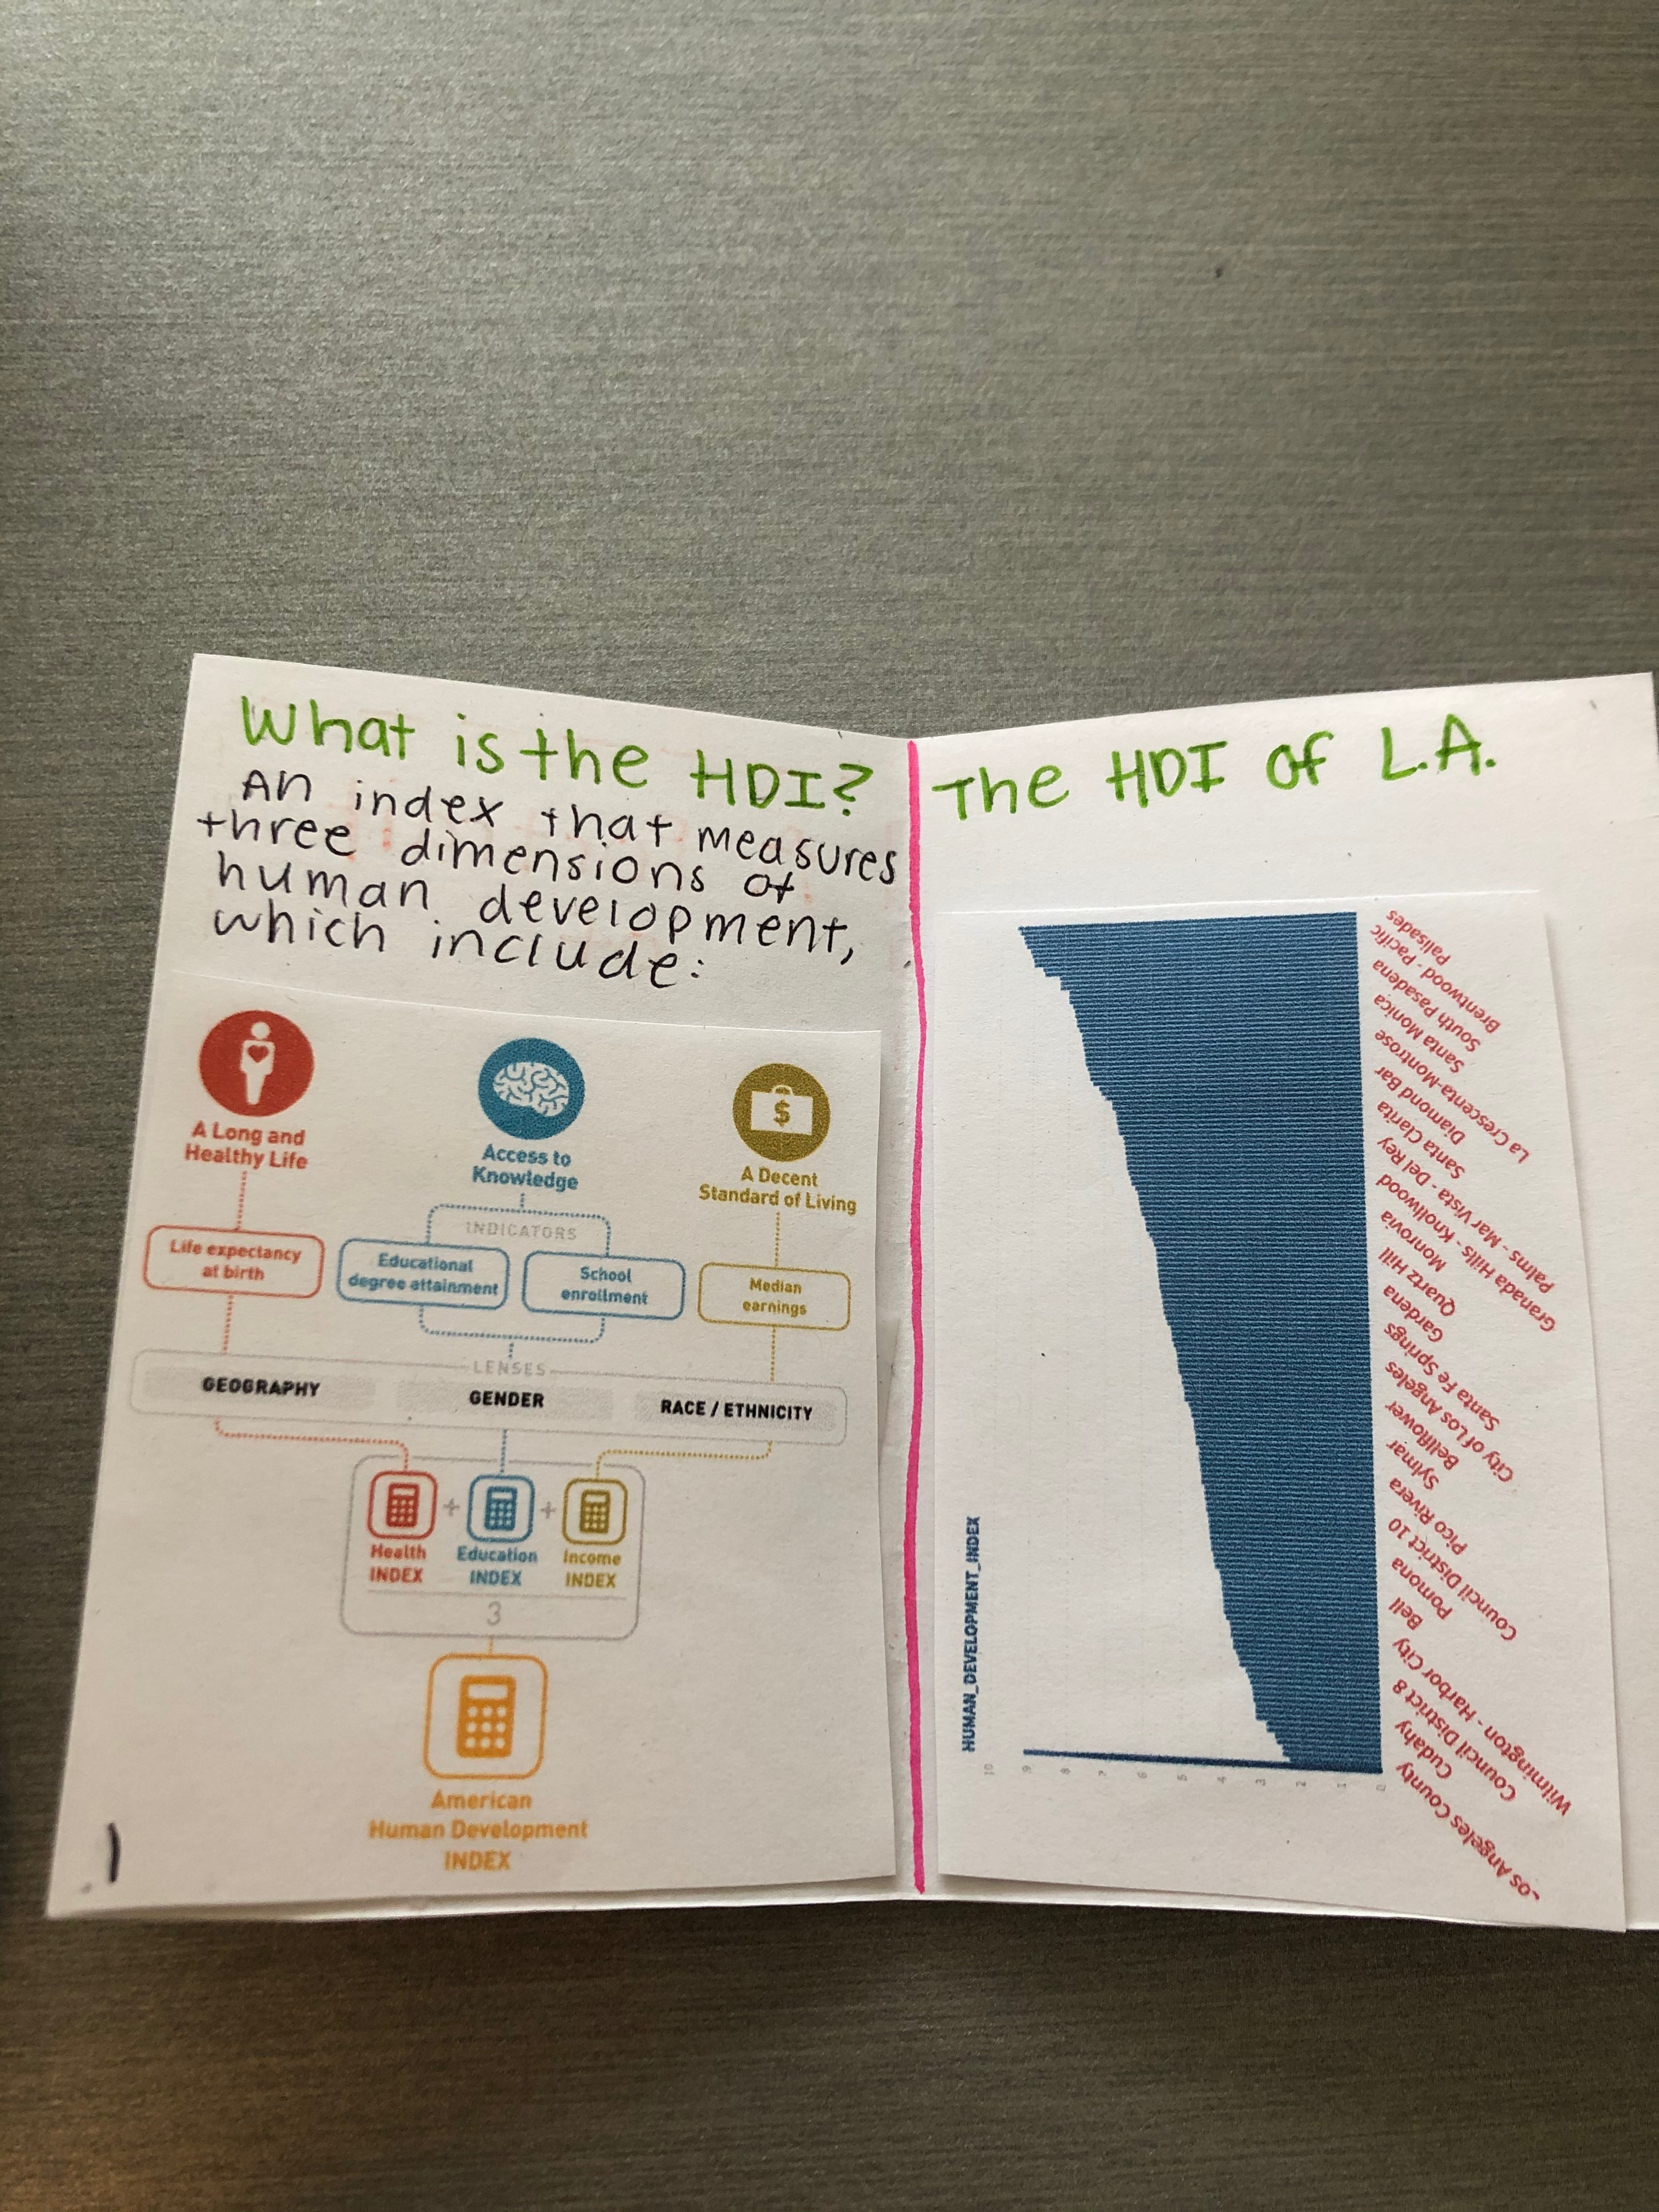 What is the HDI?
An index that measures
three dimensions of
human development,
which include:
A Long and
Healthy Life
Access to
Knowledge
A Decent
Standard of Living
INDICATORS
Life expectancy
at birth
Educational
degree attainment
School
enrollment
Median
earnings
LENSES
GEOGRAPHY
GENDER
RACE / ETHNICITY
+
+
Health
INDEX
Education
INDEX
Income
INDEX
3
American
Human Development
INDEX
1
The HDI of L.A.
HUMAN_DEVELOPMENT_INDEX
10
9
8
7
6
5
4
3
2
1
0
Los Angeles County
Cudahy
Council District 8
Wilmington - Harbor City
Bell
Pomona
Council District 10
Pico Rivera
Sylmar
Bellflower
City of Los Angeles
Santa Fe Springs
Gardena
Quartz Hill
Monrovia
Granada Hills - Knollwood
Palms - Mar Vista - Del Rey
Santa Clarita
Diamond Bar
La Crescenta-Montrose
Santa Monica
South Pasadena
Brentwood - Pacific
Palisades